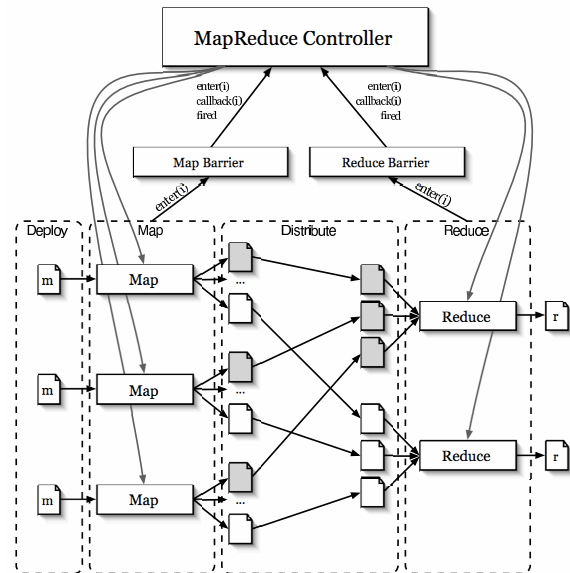 MapReduce Controller
enter(i)
callback(i)
fired
enter(i)
callback(i)
fired
Map Barrier
Reduce Barrier
enter(i)
enter(i)
Deploy
Map
Distribute
Reduce
m
Map
...
Reduce
r
m
Map
...
Reduce
r
m
Map
...